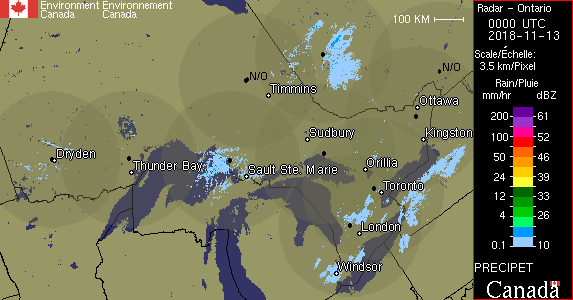 Environment Environnement
Canada Canada
100 KM
N/O
N/O
Timmins
Ottawa
Sudbury
Kingston
Dryden
Thunder Bay
Sault Ste. Marie
Orillia
Toronto
London
Windsor
Radar - Ontario
0000 UTC
2018-11-13
Scale/Échelle:
3.5 km/Pixel
Rain/Pluie
mm/hr dBZ
200 61
100 52
50 46
24 39
12 33
4 26
1 20
0.1 10
PRECIPET
Canada